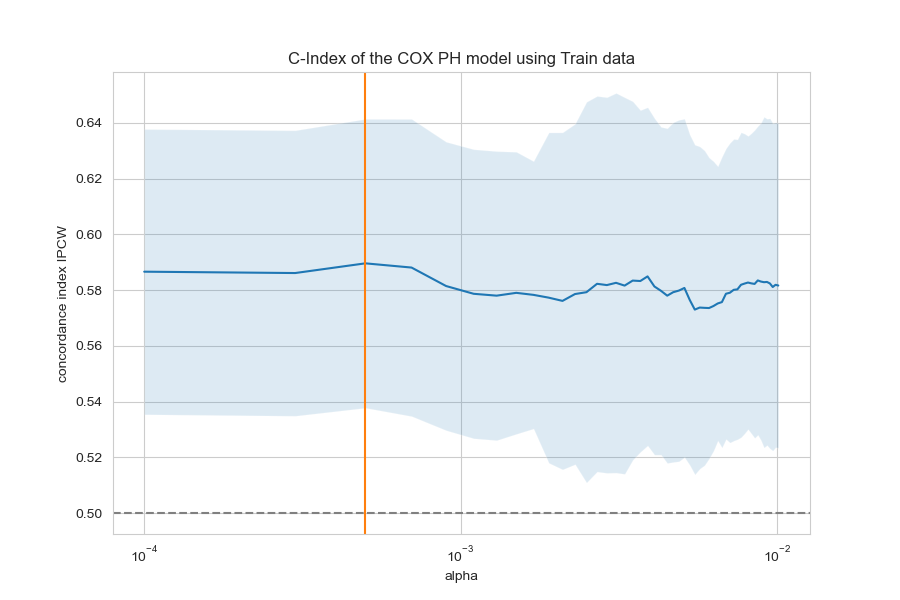 C-Index of the COX PH model using Train data
concordance index IPCW
0.64
0.62
0.60
0.58
0.56
0.54
0.52
0.50
10⁻⁴ 10⁻³ 10⁻²
alpha